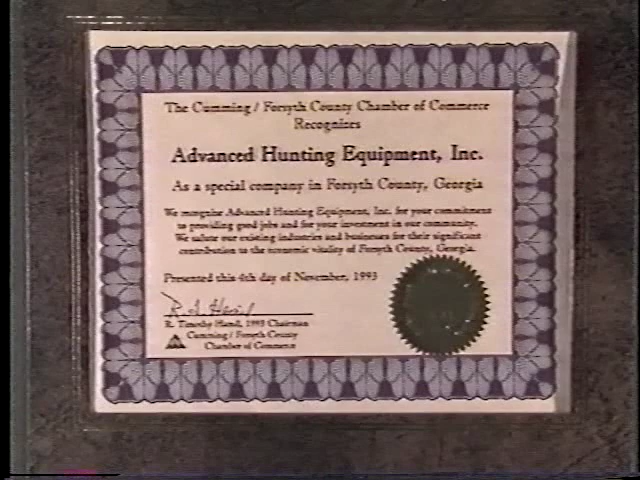 The Cumming / Forsyth County Chamber of Commerce
Recognizes
Advanced Hunting Equipment, Inc.
As a special company in Forsyth County, Georgia
We recognize Advanced Hunting Equipment, Inc. for your commitment
to providing good jobs and for your investment in our community.
We salute our existing industries and businesses for their significant
contribution to the economic vitality of Forsyth County, Georgia.
Presented this 4th day of November, 1993
R. Timothy Hamil, 1993 Chairman
Cumming / Forsyth County
Chamber of Commerce